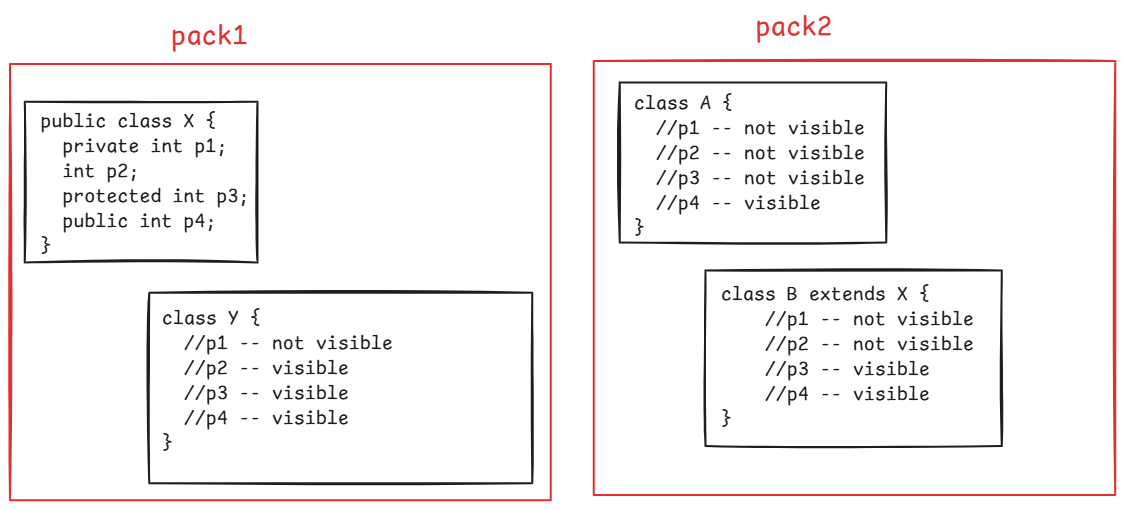 pack1
public class X {
private int p1;
int p2;
protected int p3;
public int p4;
}
class Y {
//p1 -- not visible
//p2 -- visible
//p3 -- visible
//p4 -- visible
}
pack2
class A {
//p1 -- not visible
//p2 -- not visible
//p3 -- not visible
//p4 -- visible
}
class B extends X {
//p1 -- not visible
//p2 -- not visible
//p3 -- visible
//p4 -- visible
}